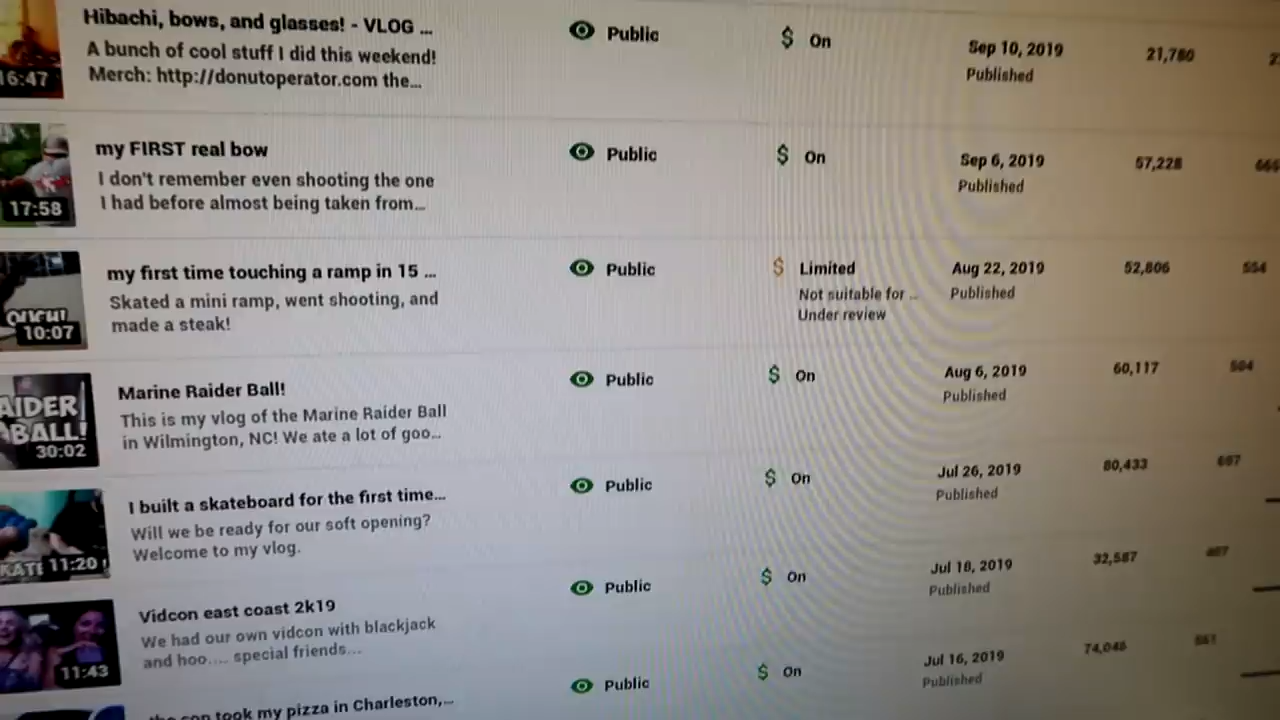 Hibachi, bows, and glasses! - VLOG ...
A bunch of cool stuff I did this weekend!
Merch: http://donutoperator.com the...
16:47
Public
$ On
Sep 10, 2019
Published
21,780
my FIRST real bow
I don't remember even shooting the one
I had before almost being taken from...
17:58
Public
$ On
Sep 6, 2019
Published
57,228
my first time touching a ramp in 15 ...
Skated a mini ramp, went shooting, and
made a steak!
OUCH!
10:07
Public
$ Limited
Not suitable for ...
Under review
Aug 22, 2019
Published
52,806
554
Marine Raider Ball!
This is my vlog of the Marine Raider Ball
in Wilmington, NC! We ate a lot of goo...
AIDER
BALL!
30:02
Public
$ On
Aug 6, 2019
Published
60,117
I built a skateboard for the first time...
Will we be ready for our soft opening?
Welcome to my vlog.
KATE
11:20
Public
$ On
Jul 26, 2019
Published
80,433
Vidcon east coast 2k19
We had our own vidcon with blackjack
and hoo.... special friends...
11:43
Public
$ On
Jul 18, 2019
Published
32,587
took my pizza in Charleston,...
Public
$ On
Jul 16, 2019
Published